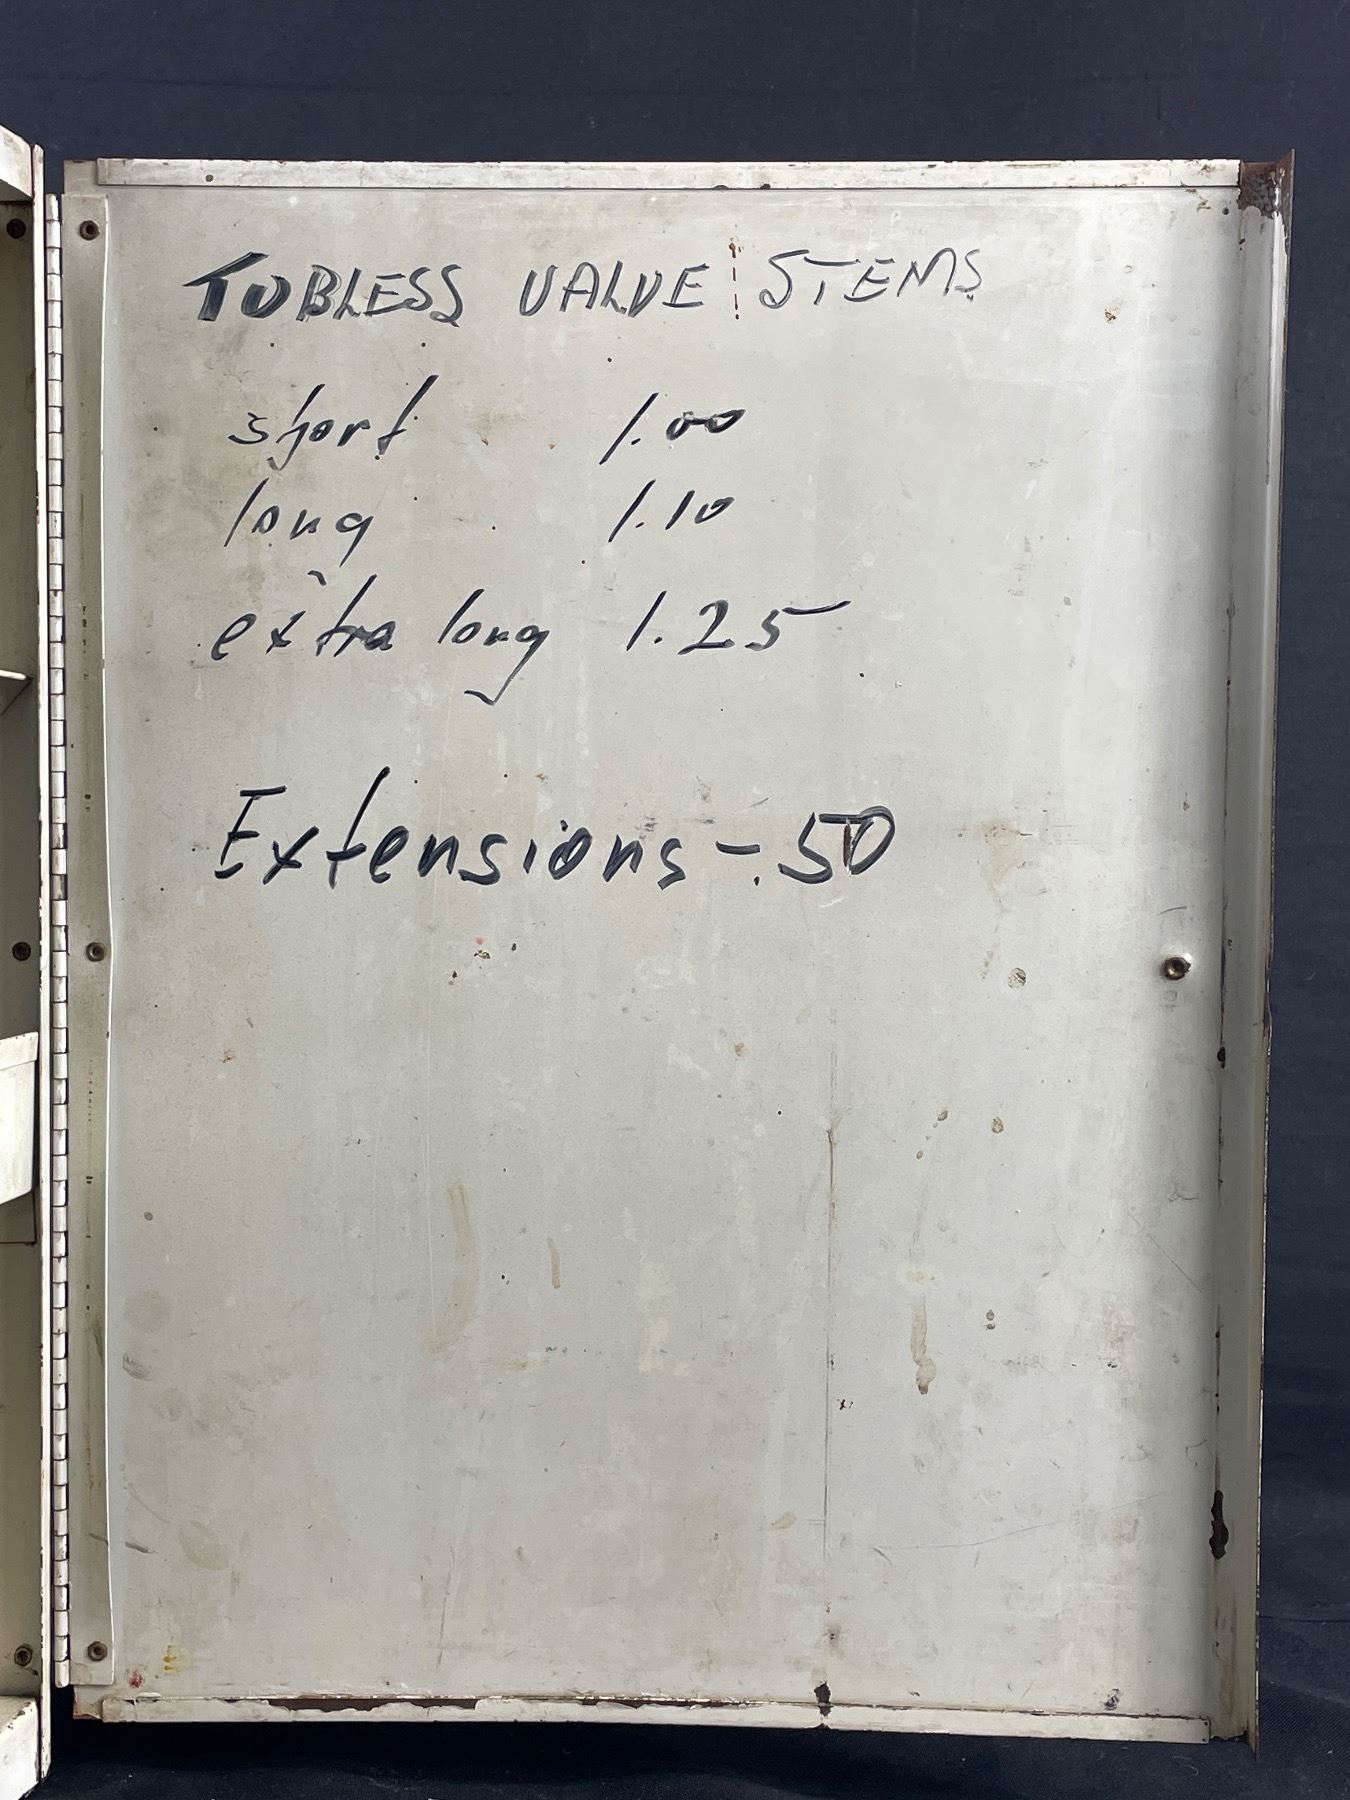 TUBLESS VALVE STEMS
short 1.00
long 1.10
extra long 1.25
Extensions - .50